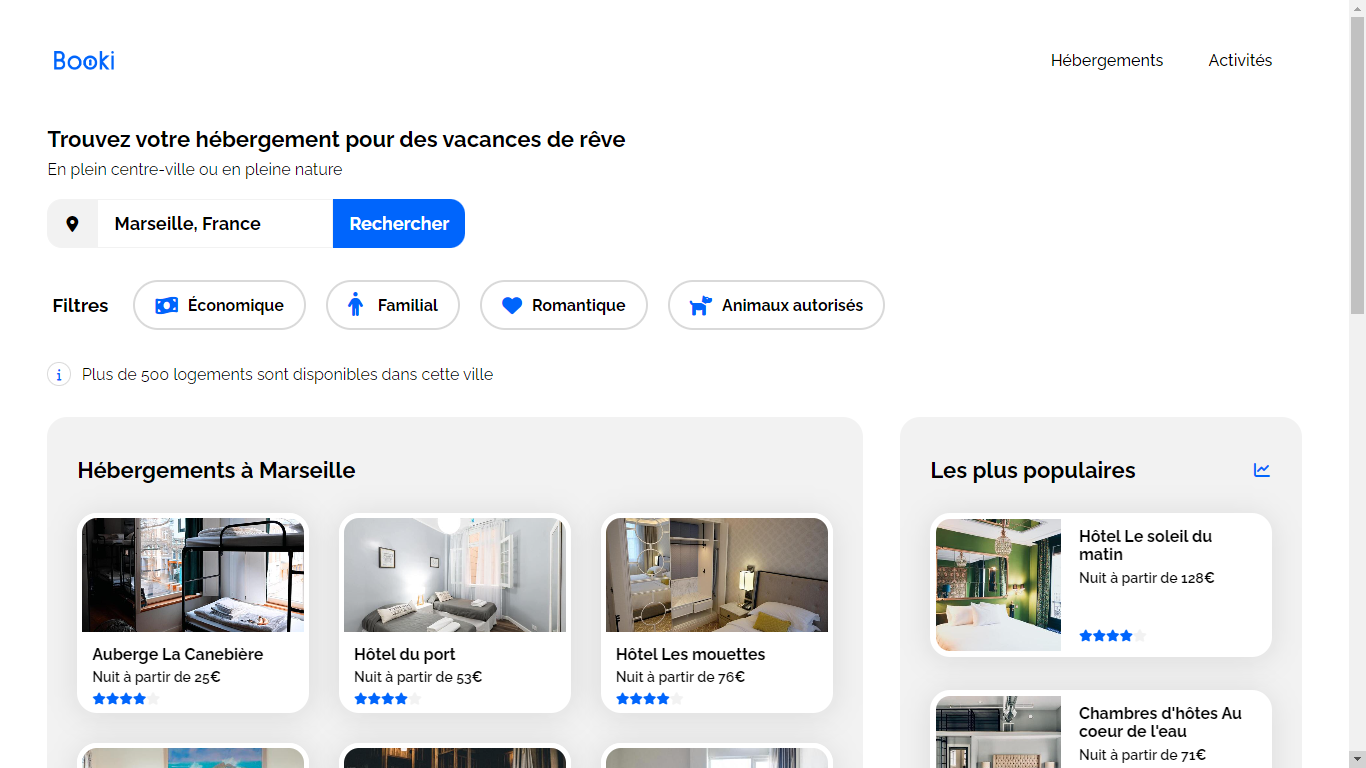 Booki
Hébergements
Activités
Trouvez votre hébergement pour des vacances de rêve
En plein centre-ville ou en pleine nature
Marseille, France
Rechercher
Filtres
Économique
Familial
Romantique
Animaux autorisés
Plus de 500 logements sont disponibles dans cette ville
Hébergements à Marseille
Auberge La Canebière
Nuit à partir de 25€
Hôtel du port
Nuit à partir de 53€
Hôtel Les mouettes
Nuit à partir de 76€
Les plus populaires
Hôtel Le soleil du
matin
Nuit à partir de 128€
Chambres d'hôtes Au
coeur de l'eau
Nuit à partir de 71€